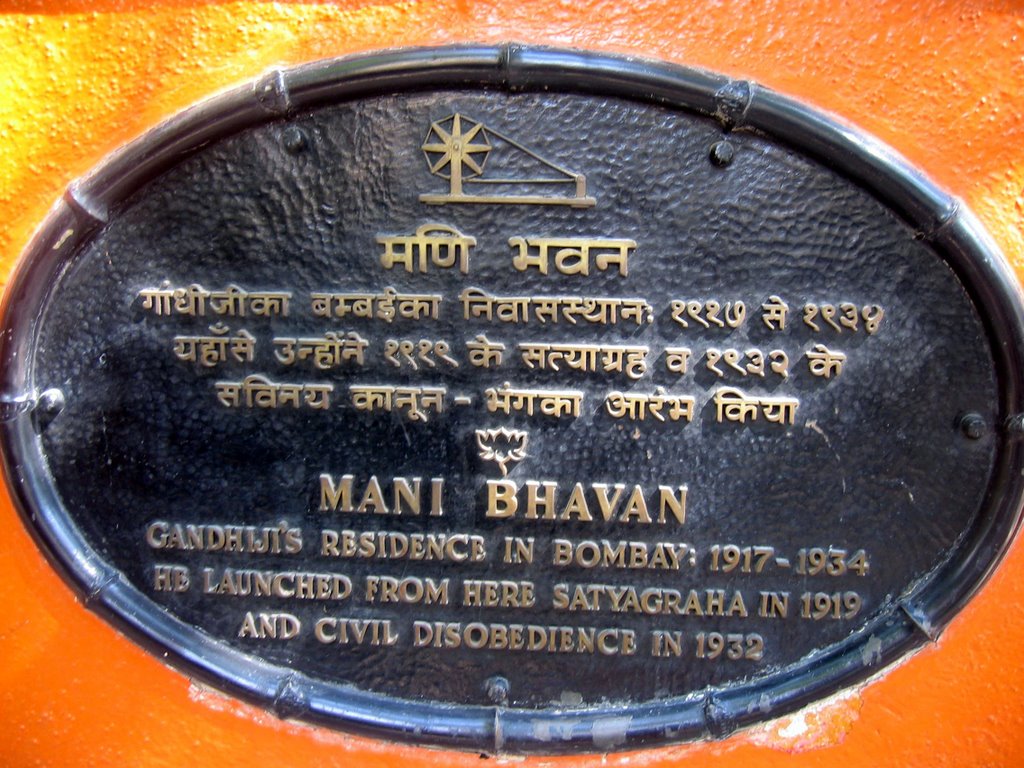 मणि भवन
गांधीजीका बम्बईका निवासस्थान: १९१७ से १९३४
यहाँसे उन्होंने १९१९ के सत्याग्रह व १९३२ के
सविनय कानून - भंगका आरंभ किया
MANI BHAVAN
GANDHIJI'S RESIDENCE IN BOMBAY: 1917-1934
HE LAUNCHED FROM HERE SATYAGRAHA IN 1919
AND CIVIL DISOBEDIENCE IN 1932